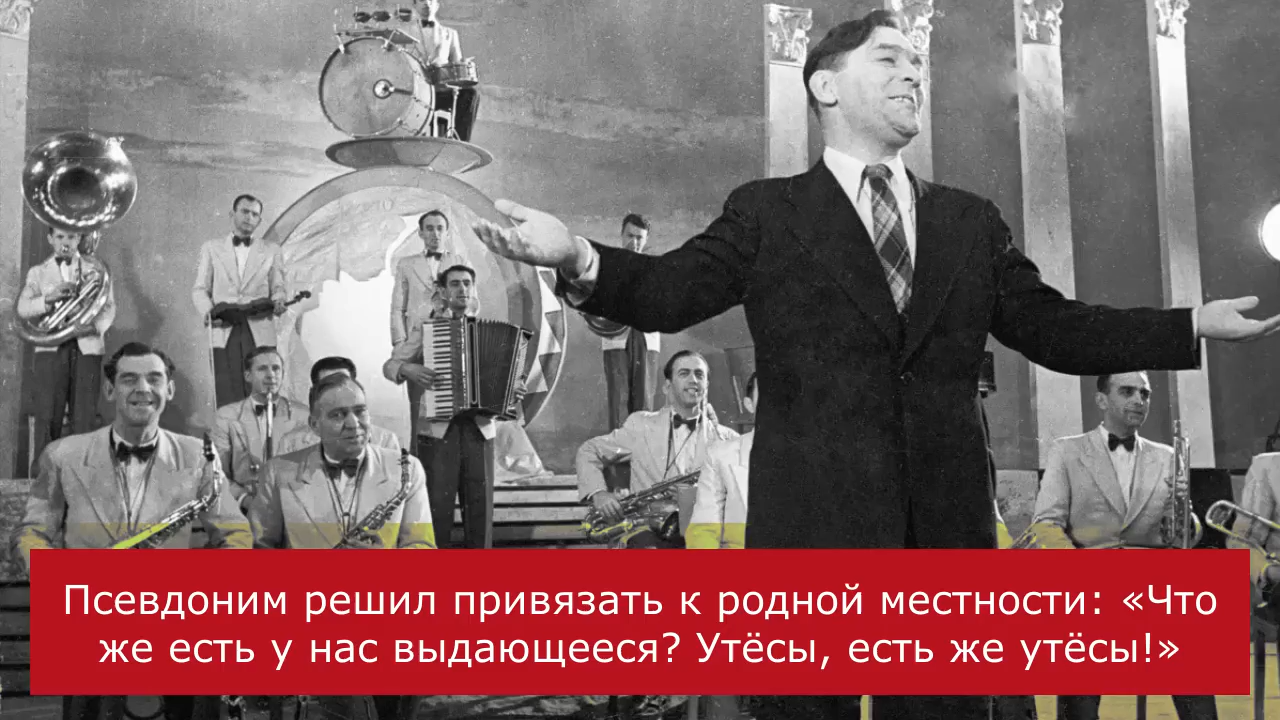 Псевдоним решил привязать к родной местности: «Что
же есть у нас выдающееся? Утёсы, есть же утёсы!»